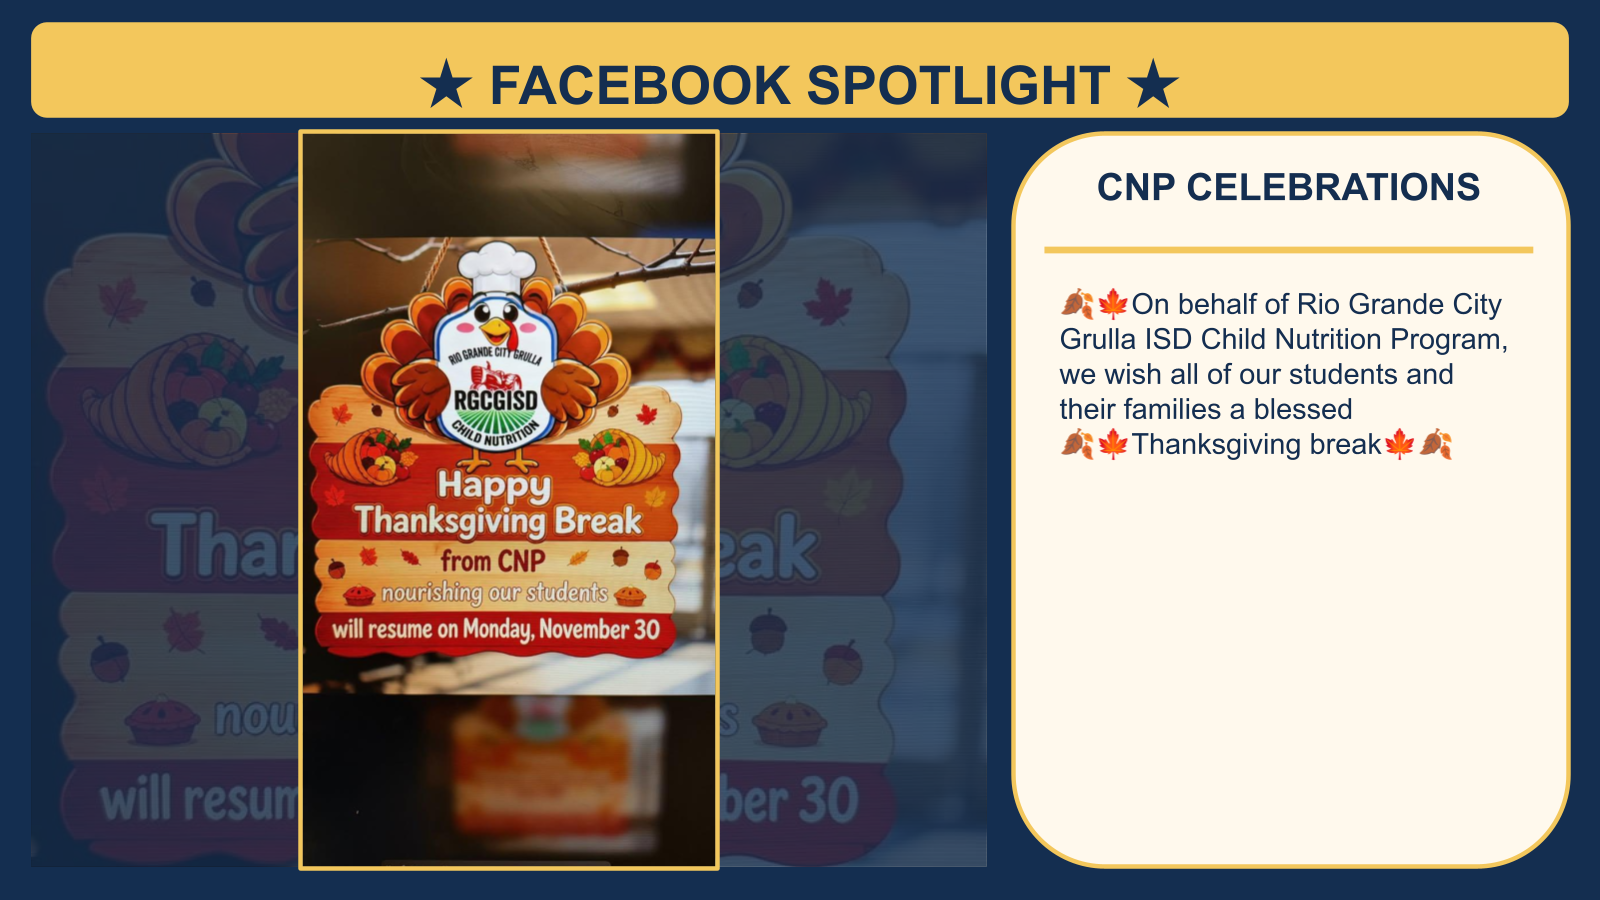 ★ FACEBOOK SPOTLIGHT ★
RIO GRANDE CITY GRULLA
RGCGISD
CHILD NUTRITION
Happy
Thanksgiving Break
from CNP
nourishing our students
will resume on Monday, November 30
CNP CELEBRATIONS
🍂🍁On behalf of Rio Grande City
Grulla ISD Child Nutrition Program,
we wish all of our students and
their families a blessed
🍂🍁Thanksgiving break🍁🍂